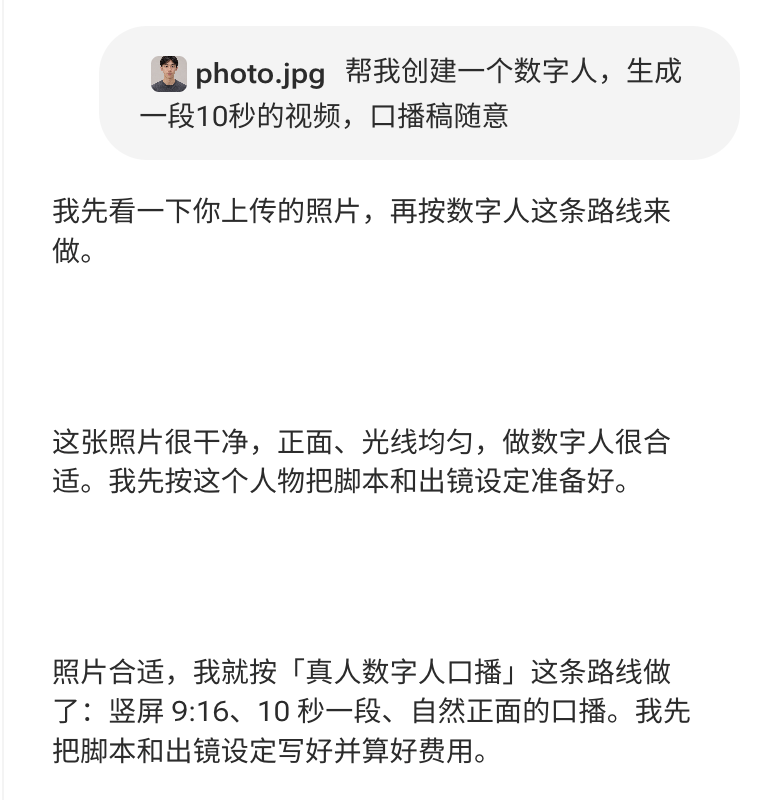 photo.jpg 帮我创建一个数字人，生成
一段10秒的视频，口播稿随意
我先看一下你上传的照片，再按数字人这条路线来
做。
这张照片很干净，正面、光线均匀，做数字人很合
适。我先按这个人物把脚本和出镜设定准备好。
照片合适，我就按「真人数字人口播」这条路线做
了：竖屏 9:16、10 秒一段、自然正面的口播。我先
把脚本和出镜设定写好并算好费用。